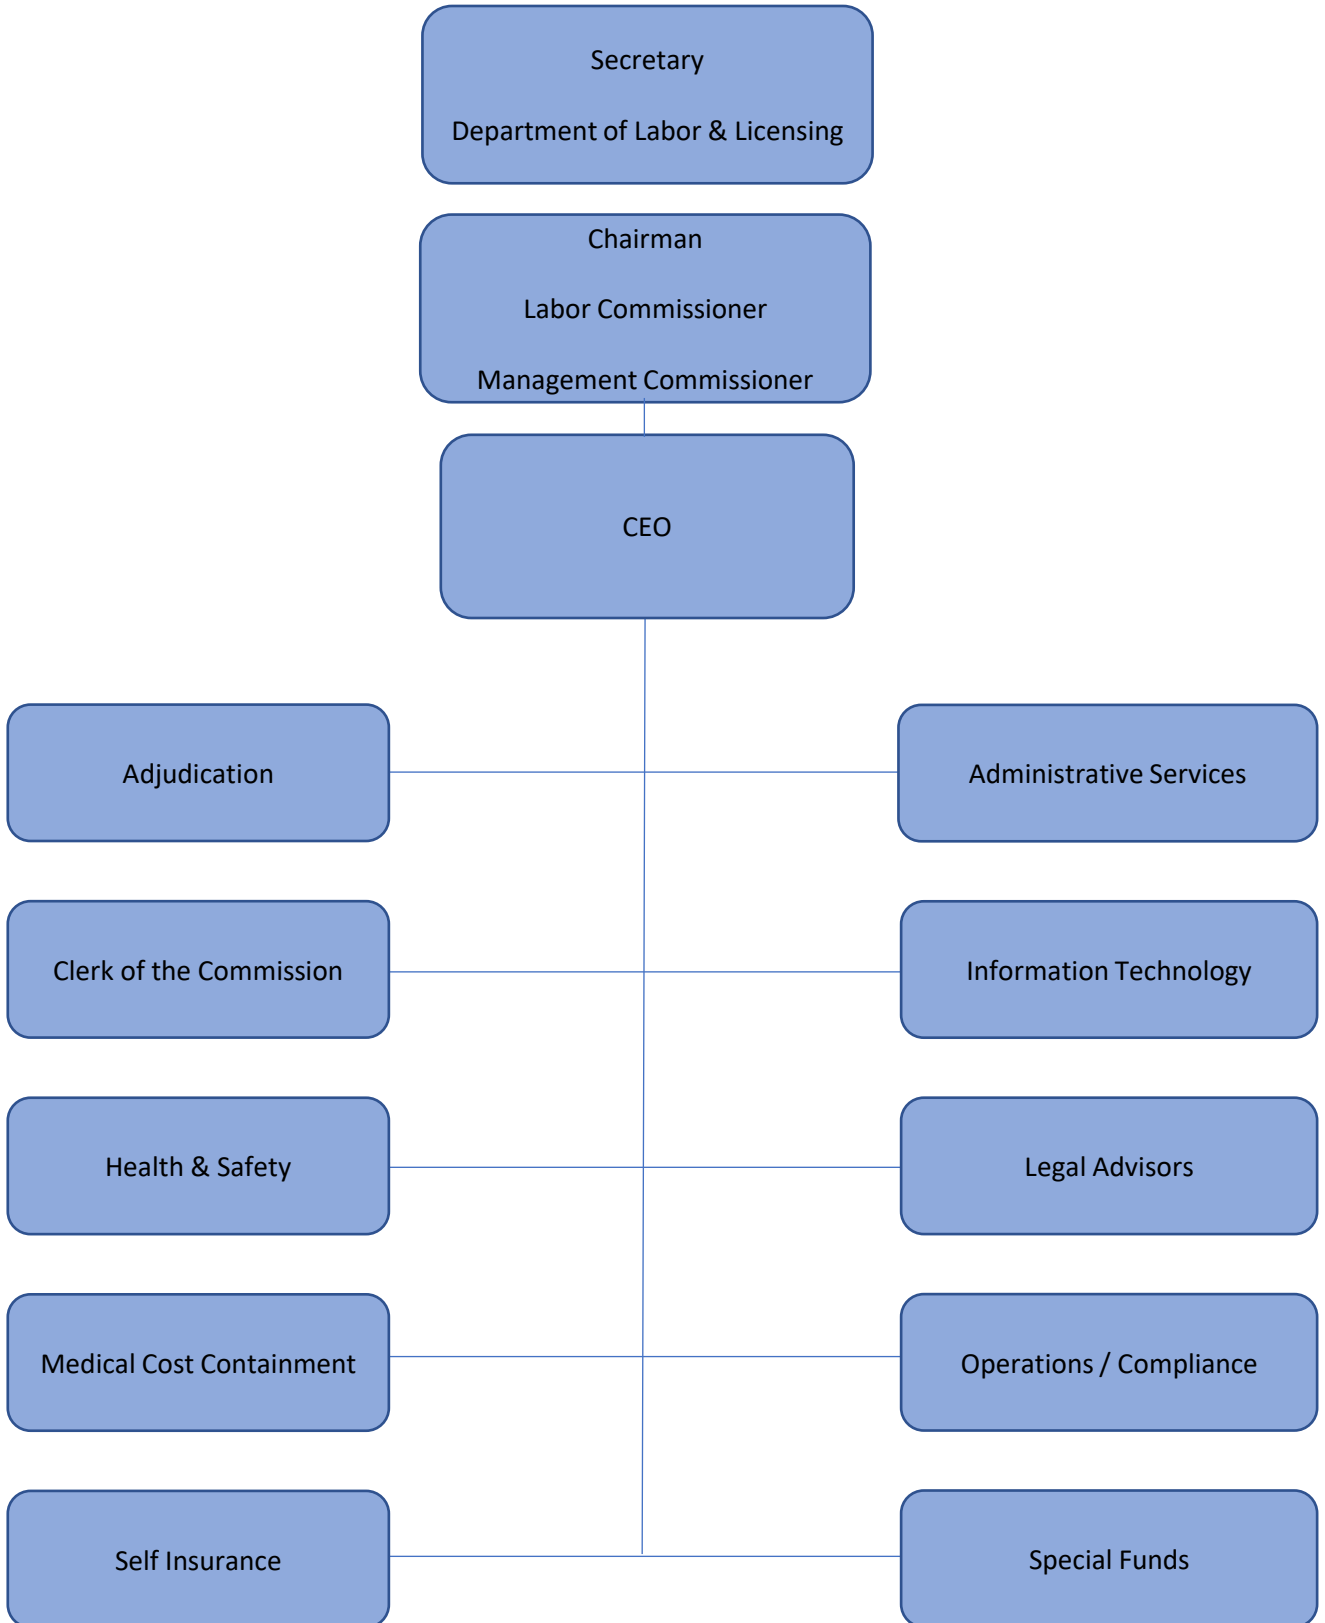 Secretary
Department of Labor & Licensing
Chairman
Labor Commissioner
Management Commissioner
CEO
Adjudication
Administrative Services
Clerk of the Commission
Information Technology
Health & Safety
Legal Advisors
Medical Cost Containment
Operations / Compliance
Self Insurance
Special Funds